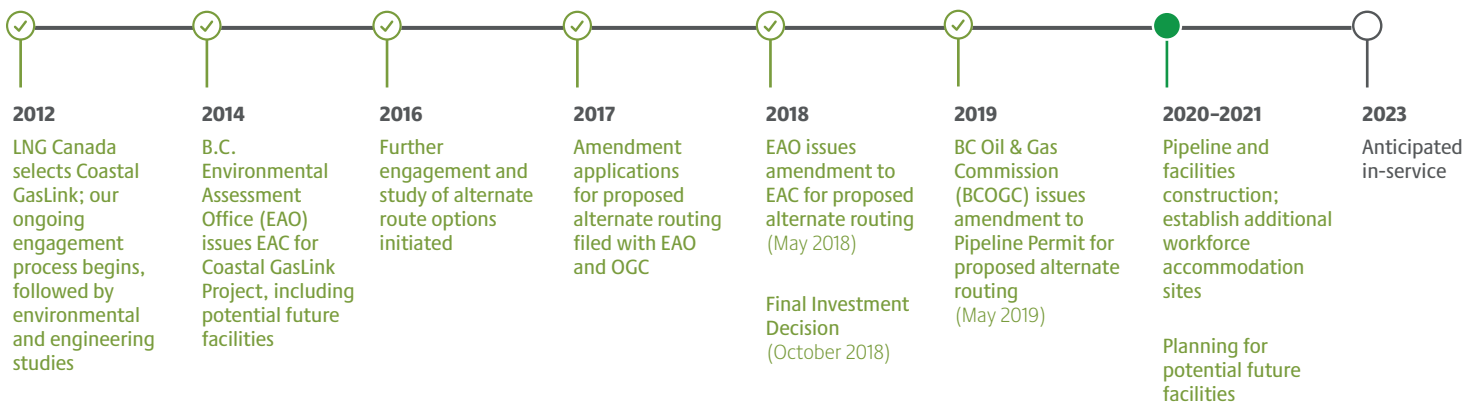 2012
LNG Canada
selects Coastal
GasLink; our
ongoing
engagement
process begins,
followed by
environmental
and engineering
studies
2014
B.C.
Environmental
Assessment
Office (EAO)
issues EAC for
Coastal GasLink
Project, including
potential future
facilities
2016
Further
engagement and
study of alternate
route options
initiated
2017
Amendment
applications
for proposed
alternate routing
filed with EAO
and OGC
2018
EAO issues
amendment to
EAC for proposed
alternate routing
(May 2018)
Final Investment
Decision
(October 2018)
2019
BC Oil & Gas
Commission
(BCOGC) issues
amendment to
Pipeline Permit for
proposed alternate
routing
(May 2019)
2020–2021
Pipeline and
facilities
construction;
establish additional
workforce
accommodation
sites
Planning for
potential future
facilities
2023
Anticipated
in-service